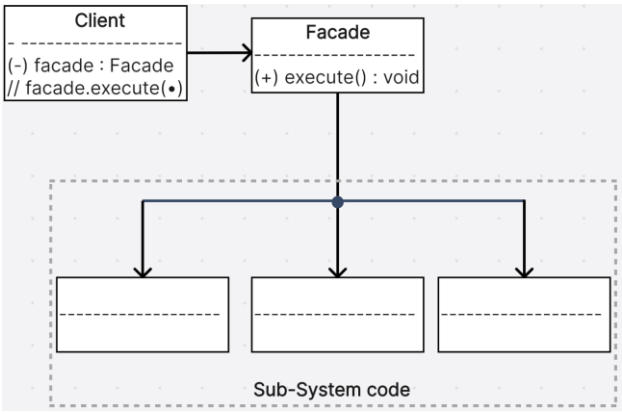 Client
(-) facade : Facade
// facade.execute(•)
Facade
(+) execute() : void
Sub-System code